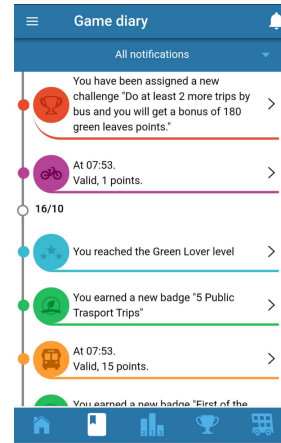 Game diary
All notifications
You have been assigned a new
challenge "Do at least 2 more trips by
bus and you will get a bonus of 180
green leaves points."
At 07:53.
Valid, 1 points.
16/10
You reached the Green Lover level
You earned a new badge "5 Public
Trasport Trips"
At 07:53.
Valid, 15 points.
You earned a new badge "First of the
2 1 3